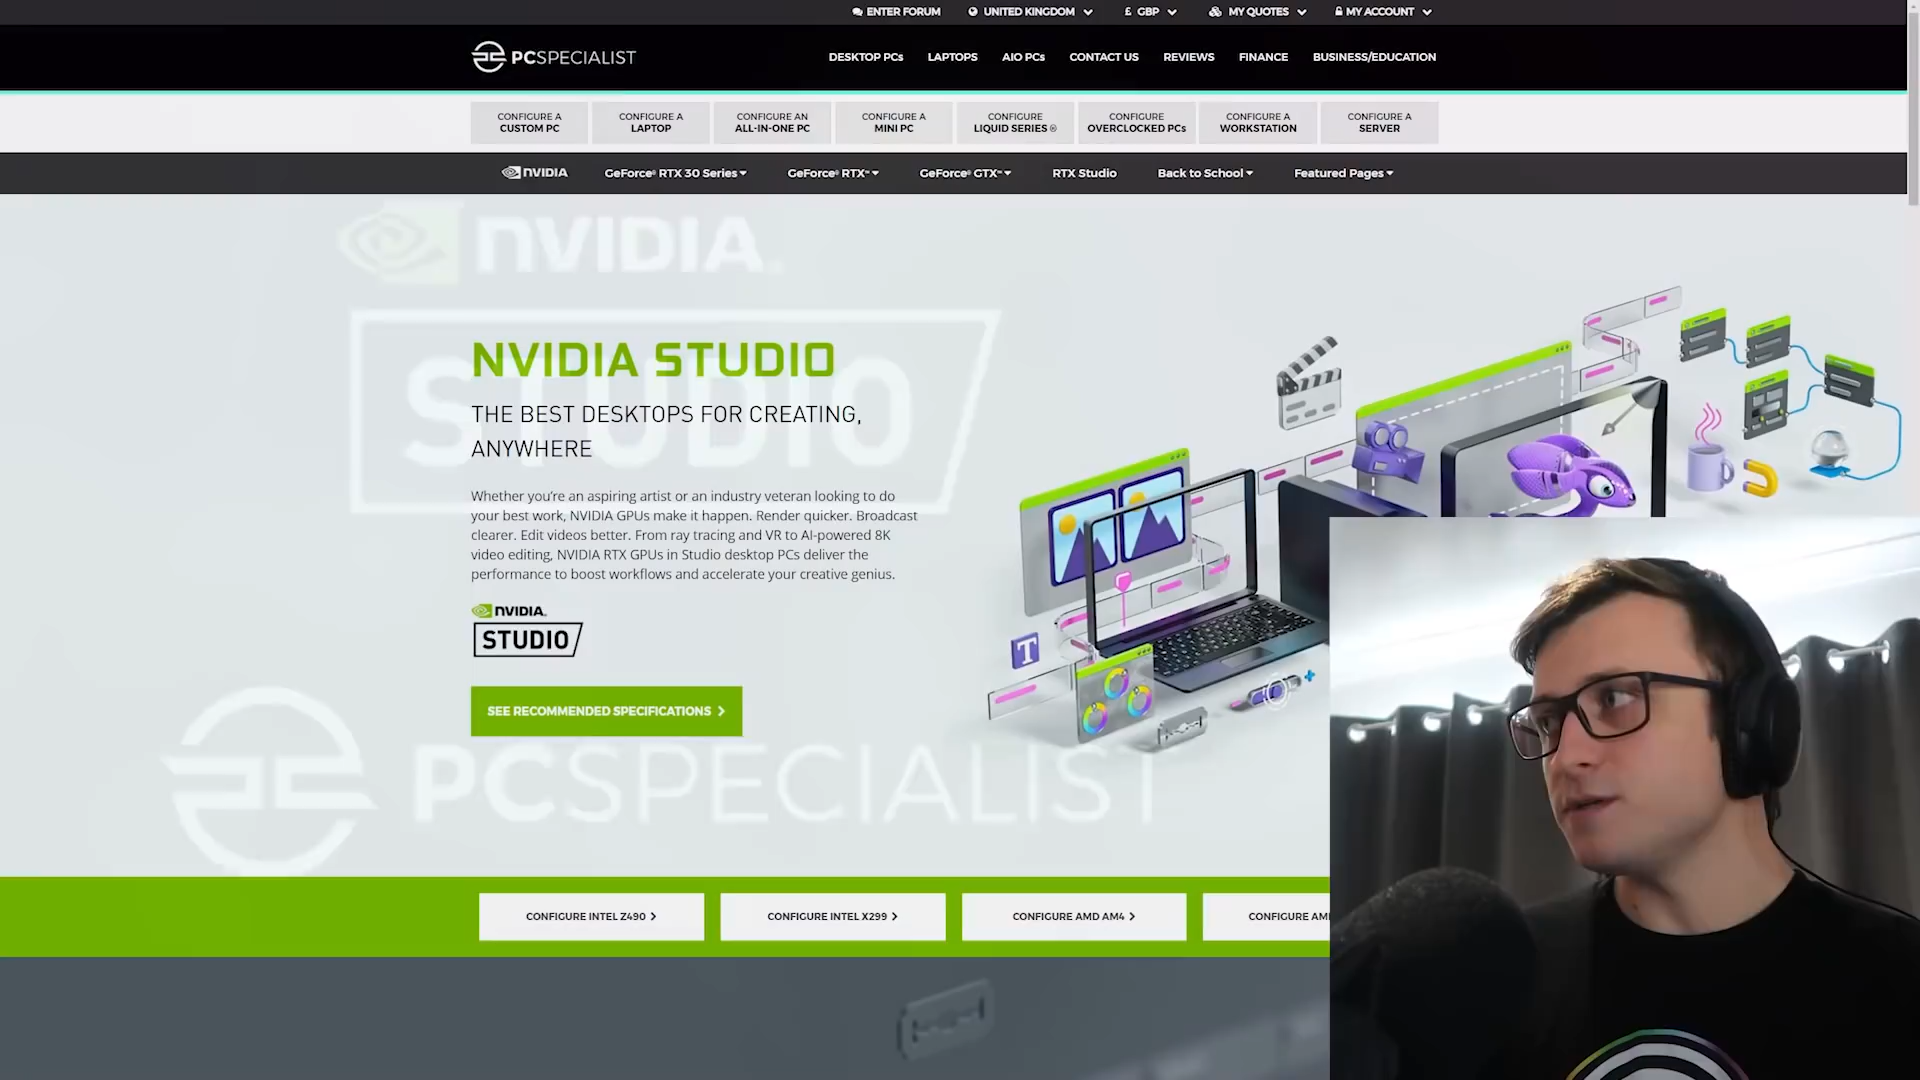 ENTER FORUM
UNITED KINGDOM
£ GBP
MY QUOTES
MY ACCOUNT
PCSPECIALIST
DESKTOP PCs
LAPTOPS
AIO PCs
CONTACT US
REVIEWS
FINANCE
BUSINESS/EDUCATION
CONFIGURE A
CUSTOM PC
CONFIGURE A
LAPTOP
CONFIGURE AN
ALL-IN-ONE PC
CONFIGURE A
MINI PC
CONFIGURE
LIQUID SERIES ®
CONFIGURE
OVERCLOCKED PCs
CONFIGURE A
WORKSTATION
CONFIGURE A
SERVER
NVIDIA
GeForce® RTX 30 Series
GeForce® RTX™
GeForce® GTX™
RTX Studio
Back to School
Featured Pages
NVIDIA®
STUDIO
NVIDIA STUDIO
THE BEST DESKTOPS FOR CREATING,
ANYWHERE
Whether you're an aspiring artist or an industry veteran looking to do
your best work, NVIDIA GPUs make it happen. Render quicker. Broadcast
clearer. Edit videos better. From ray tracing and VR to AI-powered 8K
video editing, NVIDIA RTX GPUs in Studio desktop PCs deliver the
performance to boost workflows and accelerate your creative genius.
NVIDIA.
STUDIO
T
SEE RECOMMENDED SPECIFICATIONS
PCSPECIALIST
CONFIGURE INTEL Z490
CONFIGURE INTEL X299
CONFIGURE AMD AM4
CONFIGURE AM